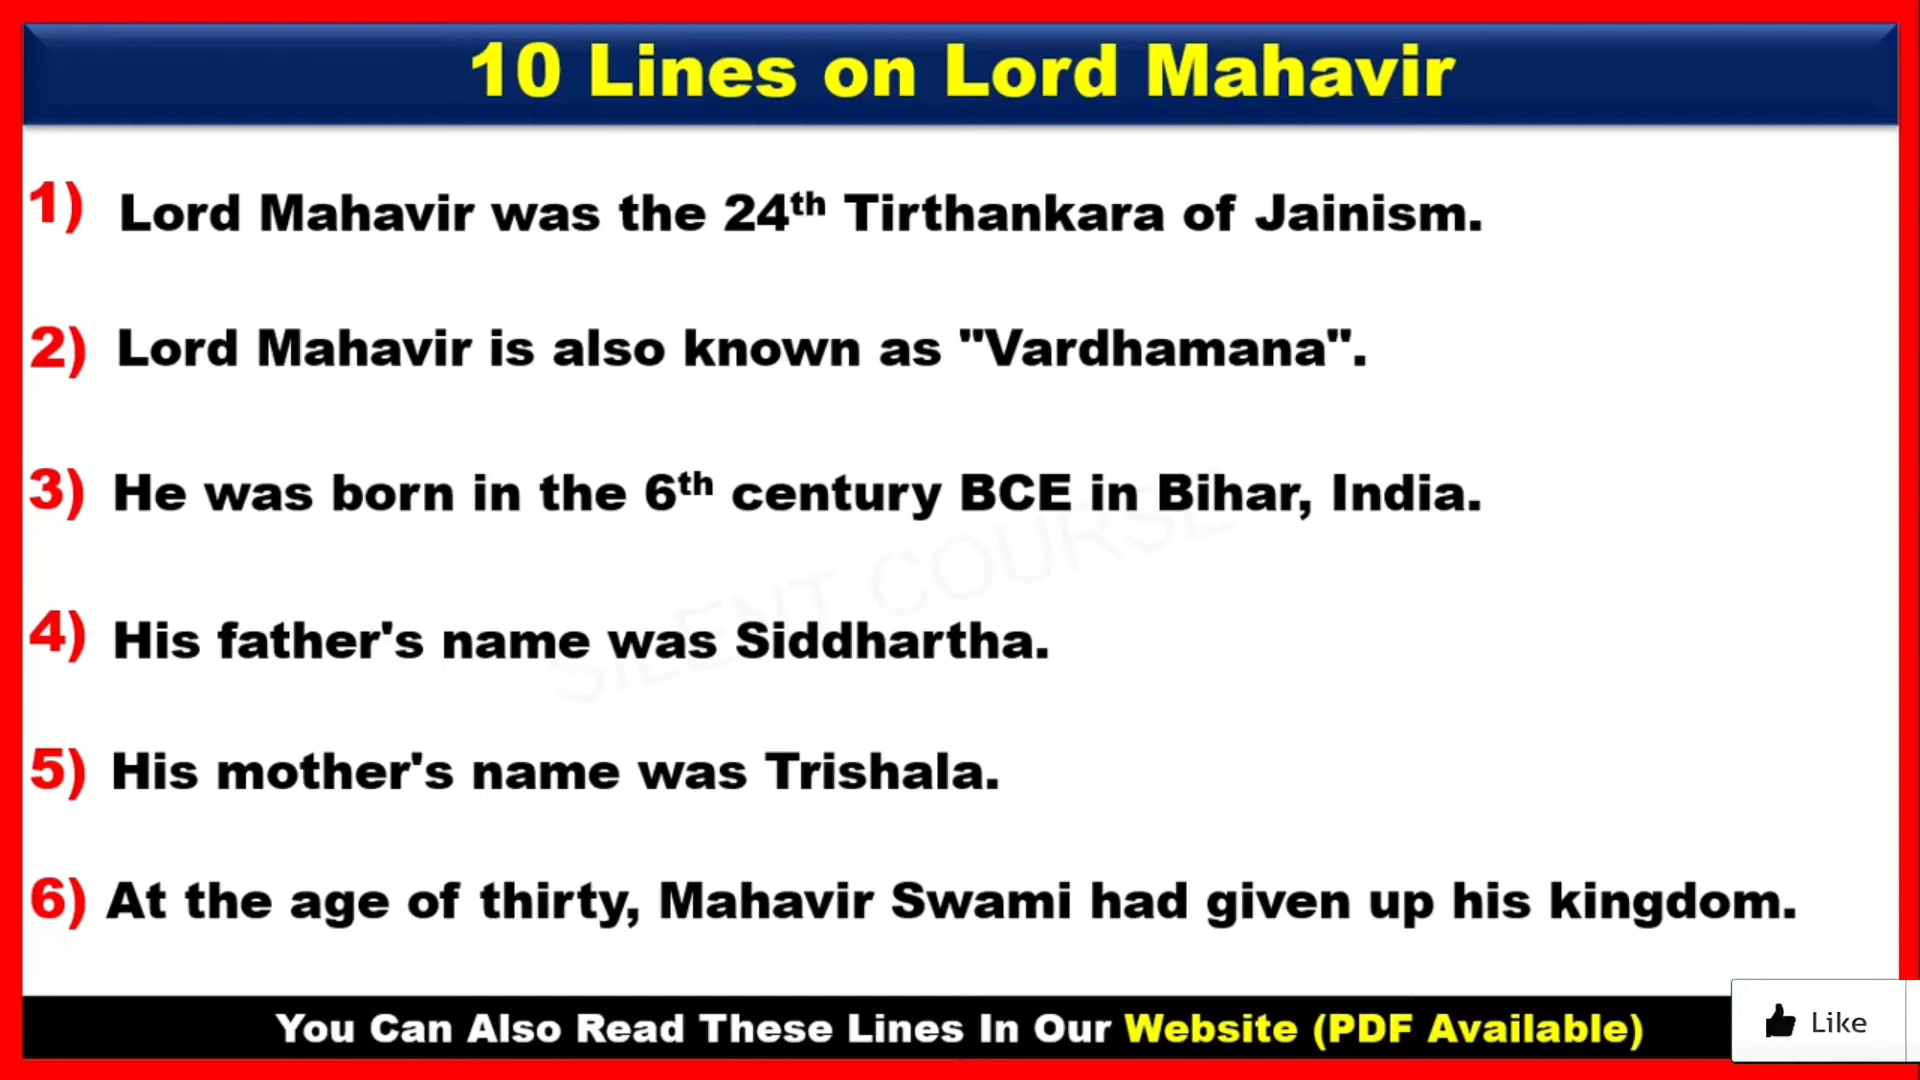 10 Lines on Lord Mahavir
1) Lord Mahavir was the 24th Tirthankara of Jainism.
2) Lord Mahavir is also known as "Vardhamana".
3) He was born in the 6th century BCE in Bihar, India.
SILENT COURSE
4) His father's name was Siddhartha.
5) His mother's name was Trishala.
6) At the age of thirty, Mahavir Swami had given up his kingdom.
You Can Also Read These Lines In Our Website (PDF Available)
Like